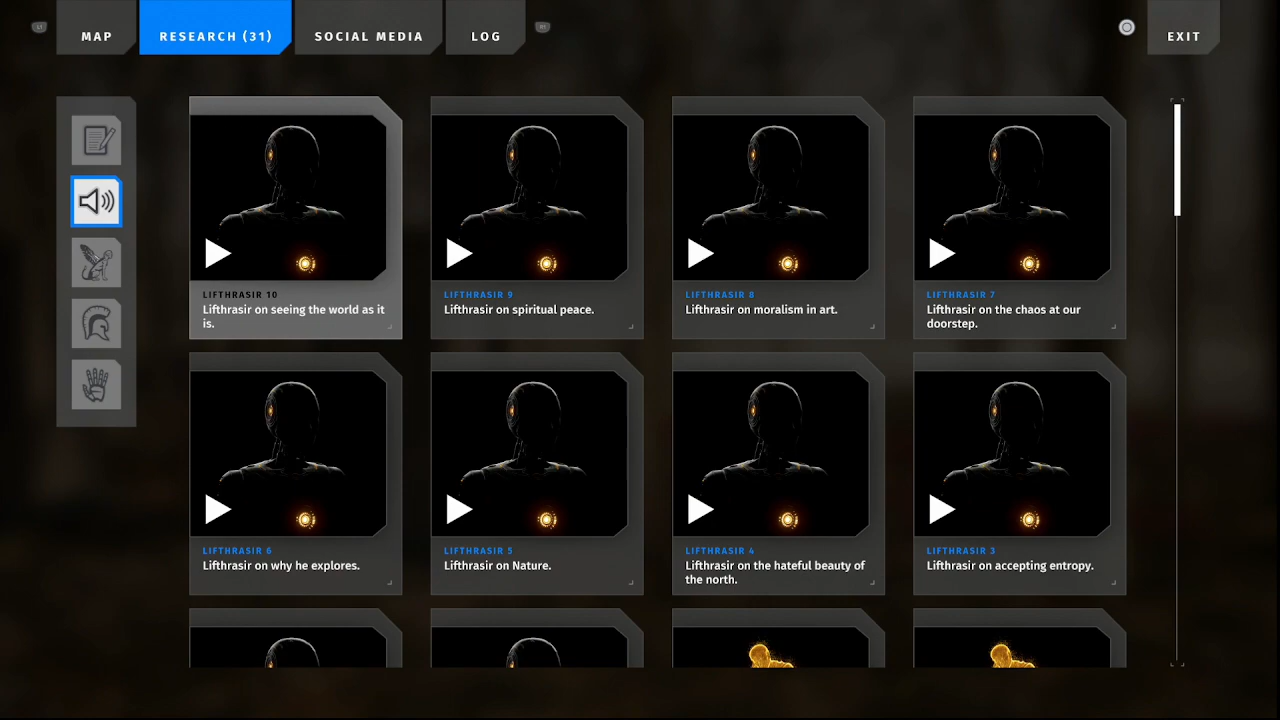 MAP
RESEARCH (31)
SOCIAL MEDIA
LOG
EXIT
LIFTHRASIR 10
Lifthrasir on seeing the world as it
is.
LIFTHRASIR 9
Lifthrasir on spiritual peace.
LIFTHRASIR 8
Lifthrasir on moralism in art.
LIFTHRASIR 7
Lifthrasir on the chaos at our
doorstep.
LIFTHRASIR 6
Lifthrasir on why he explores.
LIFTHRASIR 5
Lifthrasir on Nature.
LIFTHRASIR 4
Lifthrasir on the hateful beauty of
the north.
LIFTHRASIR 3
Lifthrasir on accepting entropy.